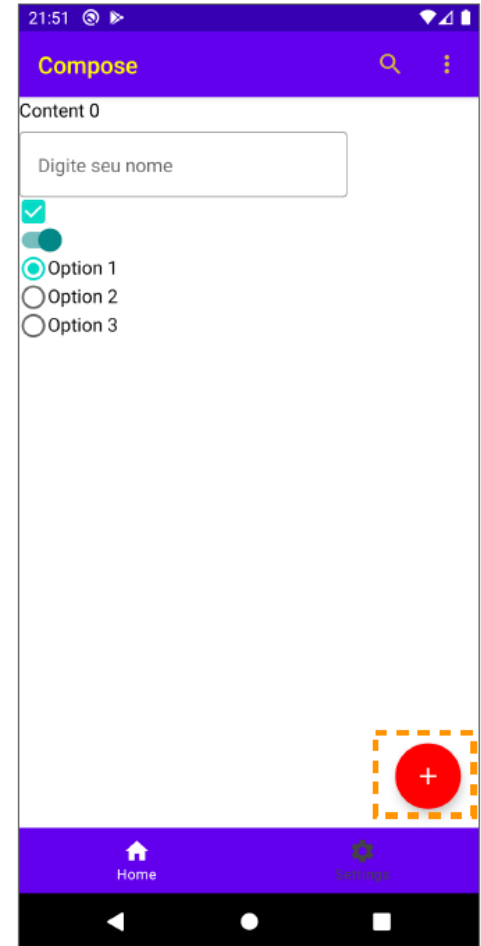 21:51
Compose
Content 0
Digite seu nome
Option 1
Option 2
Option 3
+
Home
Settings